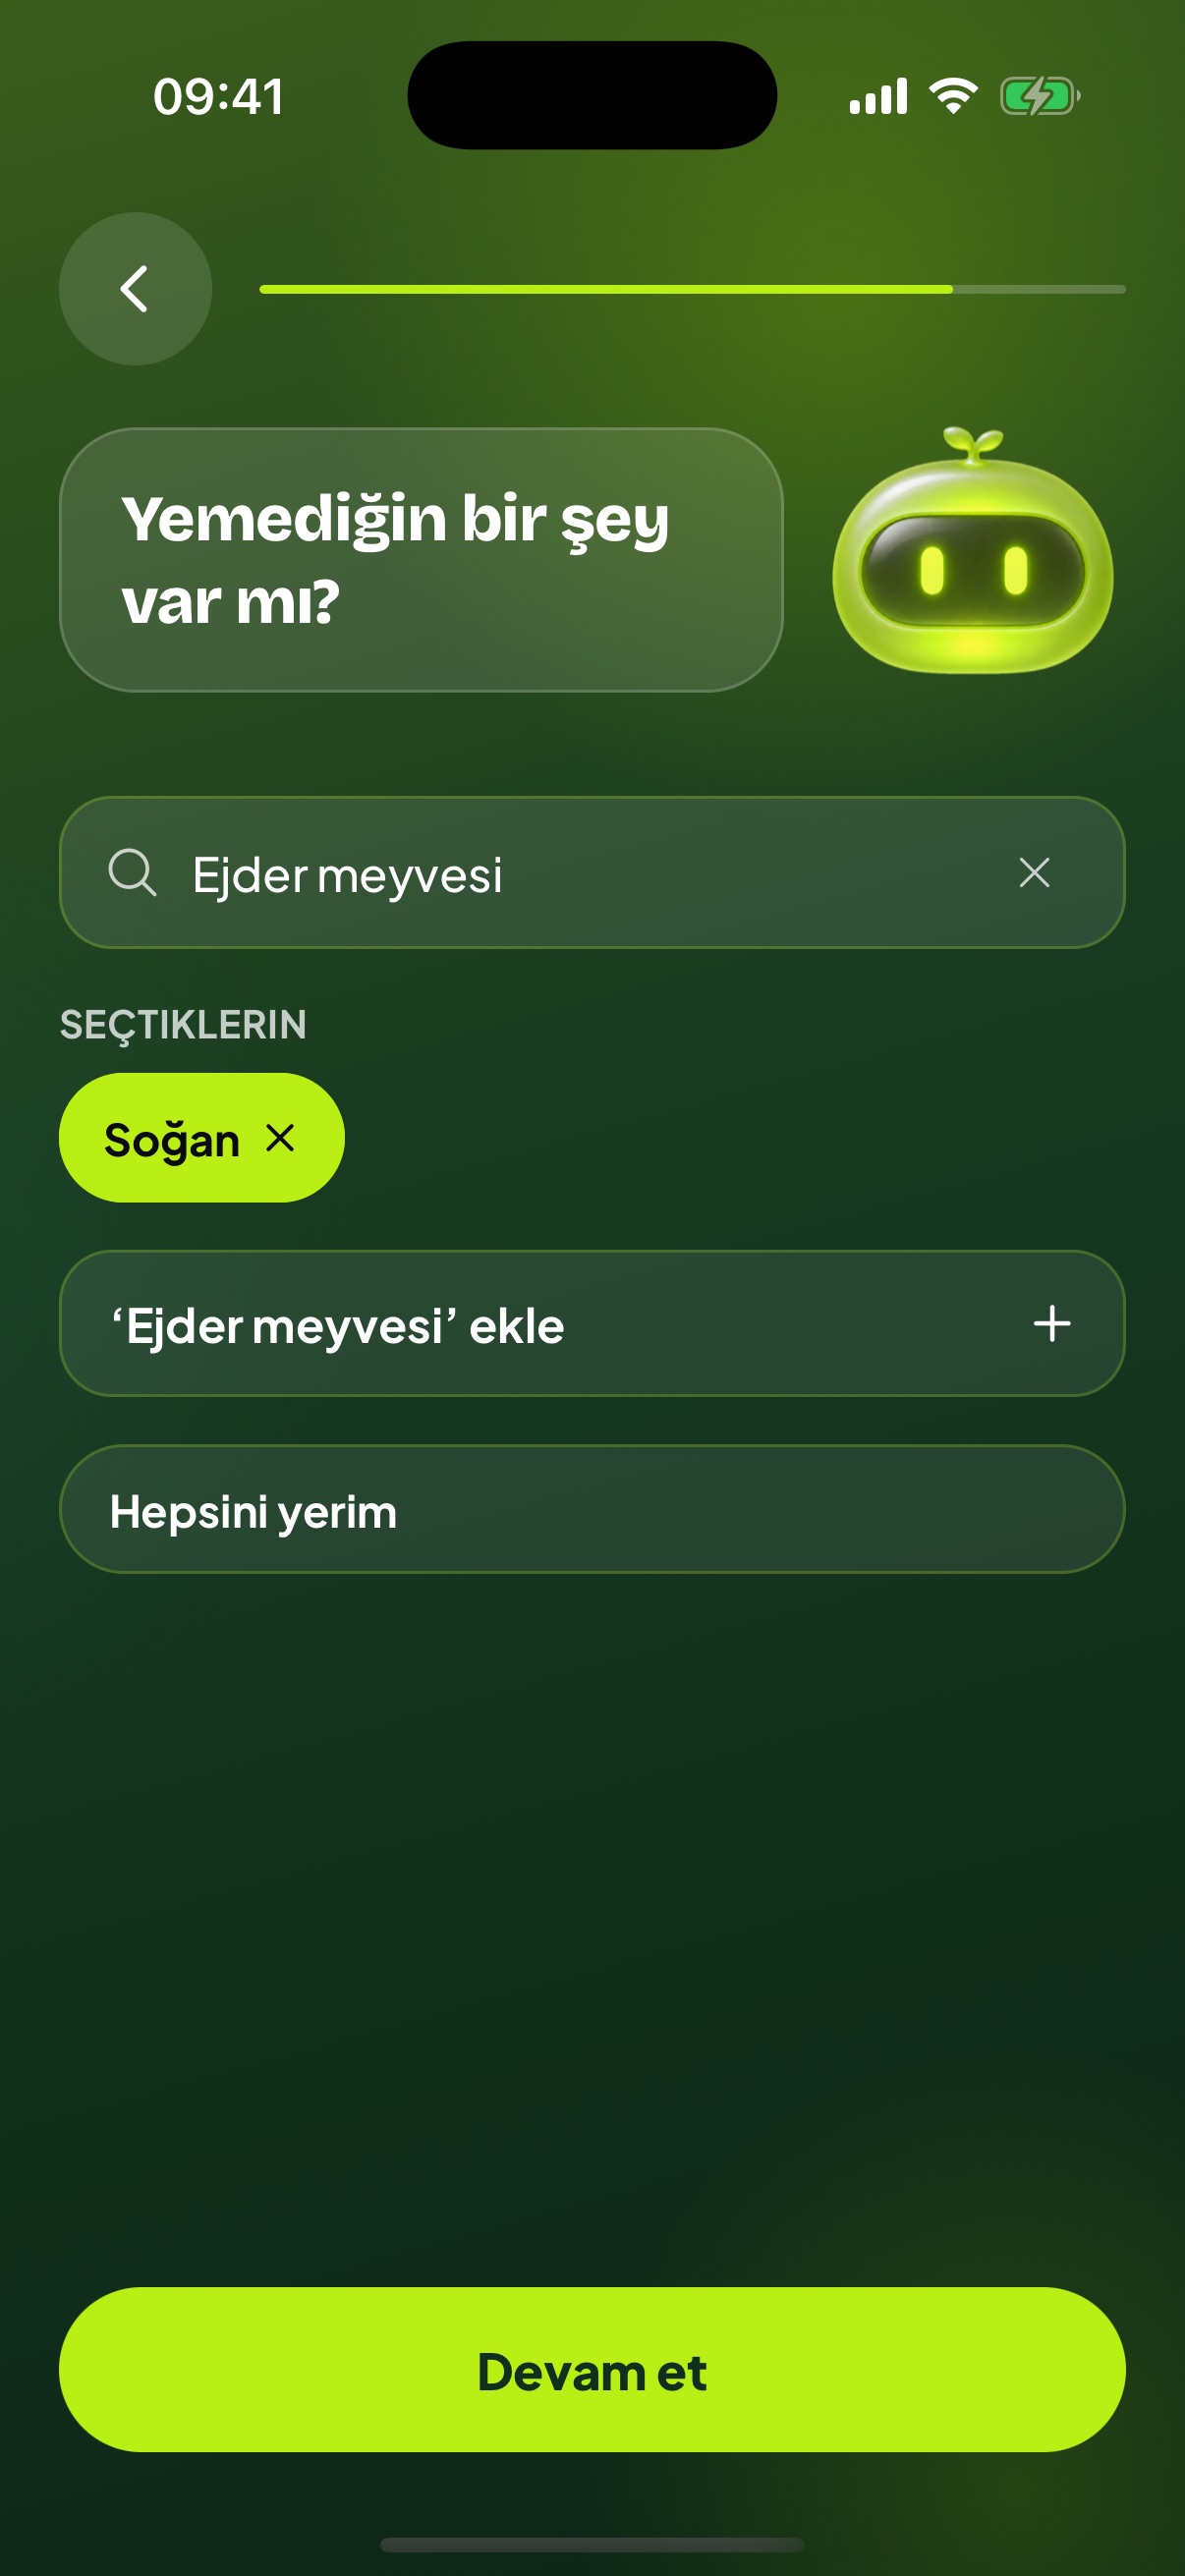 09:41
Yemediğin bir şey
var mı?
Ejder meyvesi
SEÇTIKLERIN
Soğan
‘Ejder meyvesi’ ekle
Hepsini yerim
Devam et